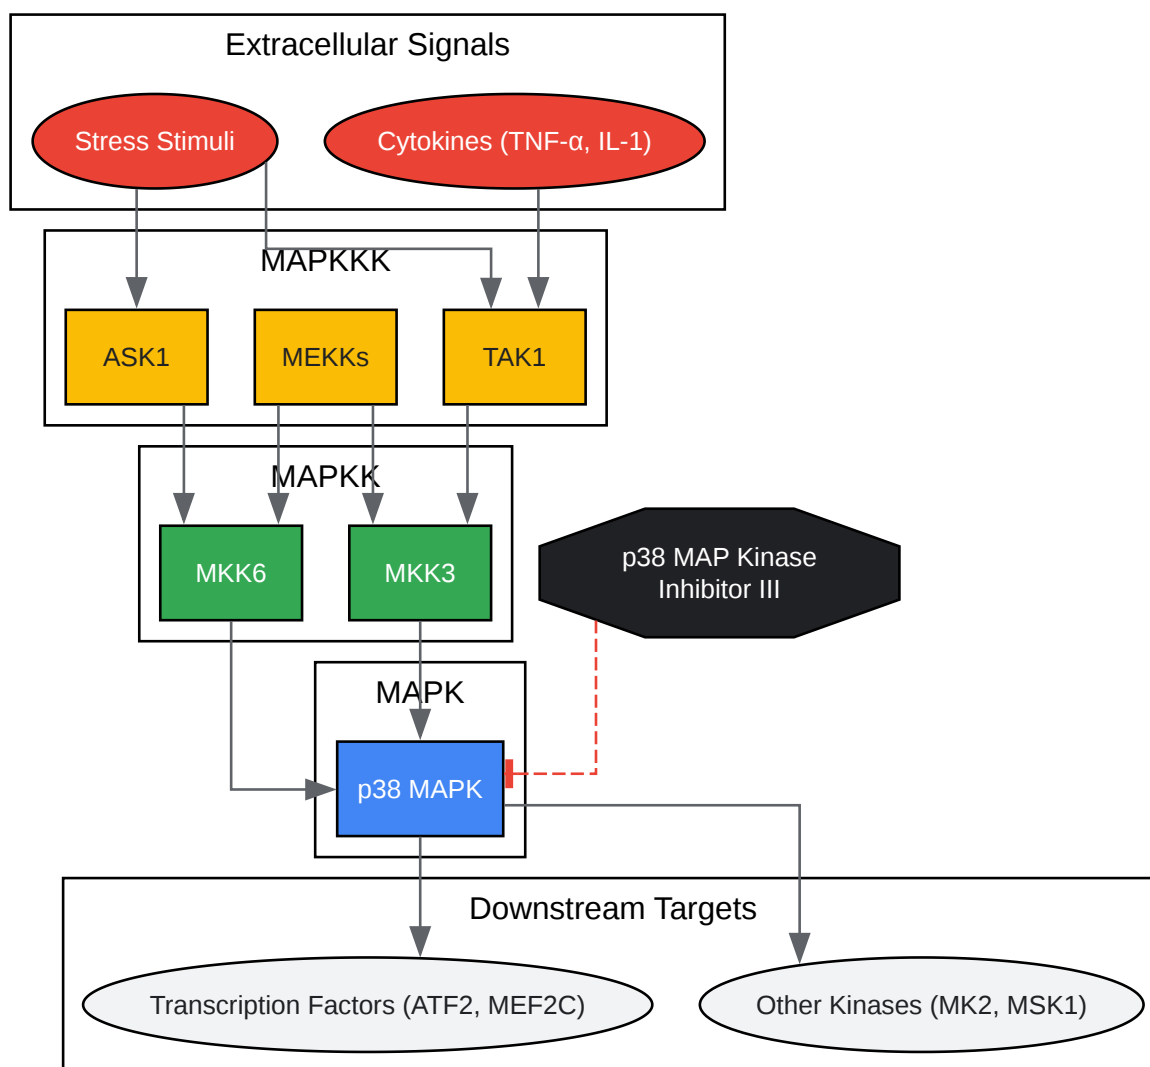 Extracellular Signals
Stress Stimuli
Cytokines (TNF-α, IL-1)
MAPKKK
ASK1
MEKKs
TAK1
MAPKK
MKK6
MKK3
p38 MAP Kinase
Inhibitor III
MAPK
p38 MAPK
Downstream Targets
Transcription Factors (ATF2, MEF2C)
Other Kinases (MK2, MSK1)